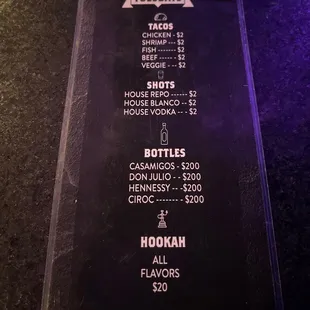 TACOS
CHICKEN - $2
SHRIMP --- $2
FISH ------- $2
BEEF ----- - $2
VEGGIE -- $2
SHOTS
HOUSE REPO ------ $2
HOUSE BLANCO -- $2
HOUSE VODKA -- - $2
BOTTLES
CASAMIGOS - $200
DON JULIO - - $200
HENNESSY -- -$200
CIROC ------- - $200
HOOKAH
ALL
FLAVORS
$20